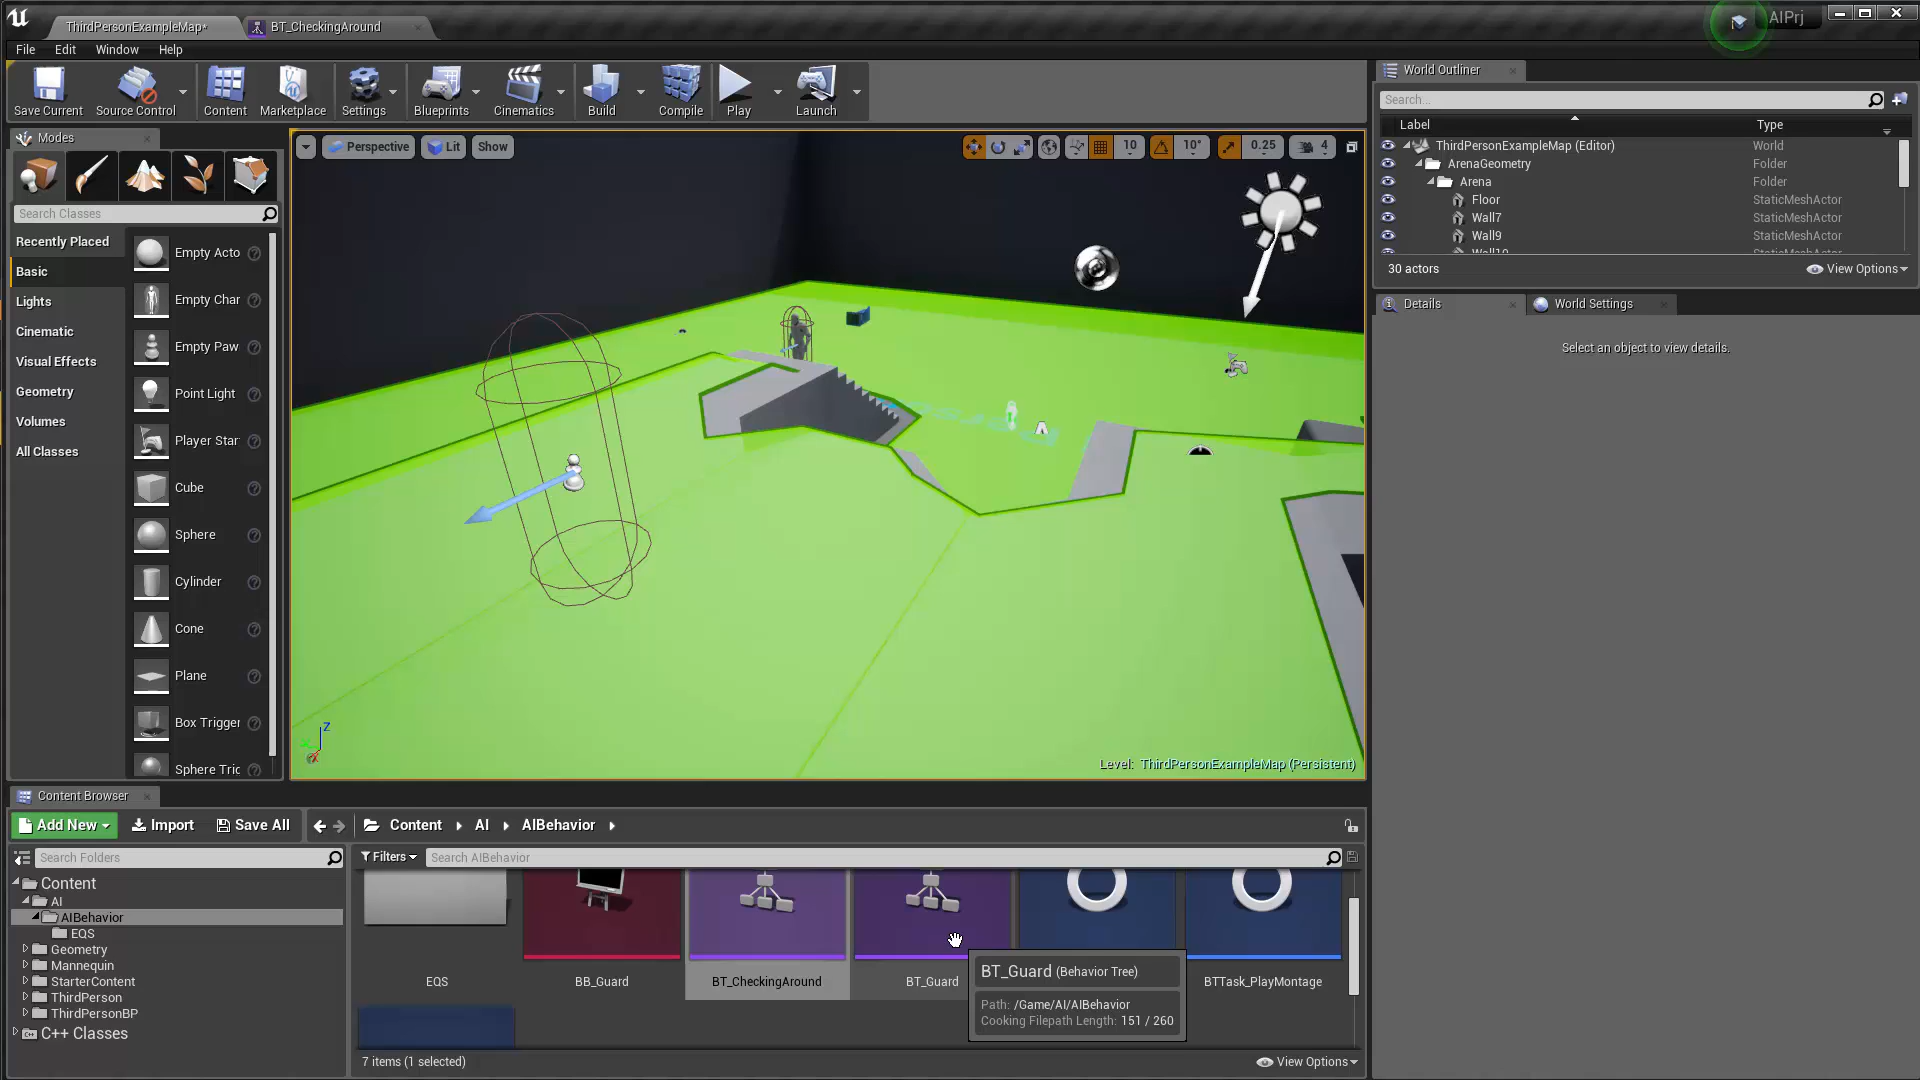 ThirdPersonExampleMap*
BT_CheckingAround
AIPrj
File Edit Window Help
Save Current
Source Control
Content
Marketplace
Settings
Blueprints
Cinematics
Build
Compile
Play
Launch
Modes
Search Classes
Recently Placed
Basic
Lights
Cinematic
Visual Effects
Geometry
Volumes
All Classes
Empty Acto
Empty Char
Empty Paw
Point Light
Player Star
Cube
Sphere
Cylinder
Cone
Plane
Box Trigger
Sphere Tric
Perspective
Lit
Show
10
10°
0.25
4
Z
Level: ThirdPersonExampleMap (Persistent)
World Outliner
Search...
Label Type
ThirdPersonExampleMap (Editor) World
ArenaGeometry Folder
Arena Folder
Floor StaticMeshActor
Wall7 StaticMeshActor
Wall9 StaticMeshActor
Wall10 StaticMeshActor
30 actors
View Options
Details
World Settings
Select an object to view details.
Content Browser
Add New
Import
Save All
Content
AI
AIBehavior
Search Folders
Filters
Search AIBehavior
Content
AI
AIBehavior
EQS
Geometry
Mannequin
StarterContent
ThirdPerson
ThirdPersonBP
C++ Classes
EQS
BB_Guard
BT_CheckingAround
BT_Guard
BTTask_PlayMontage
BT_Guard (Behavior Tree)
Path: /Game/AI/AIBehavior
Cooking Filepath Length: 151 / 260
7 items (1 selected)
View Options